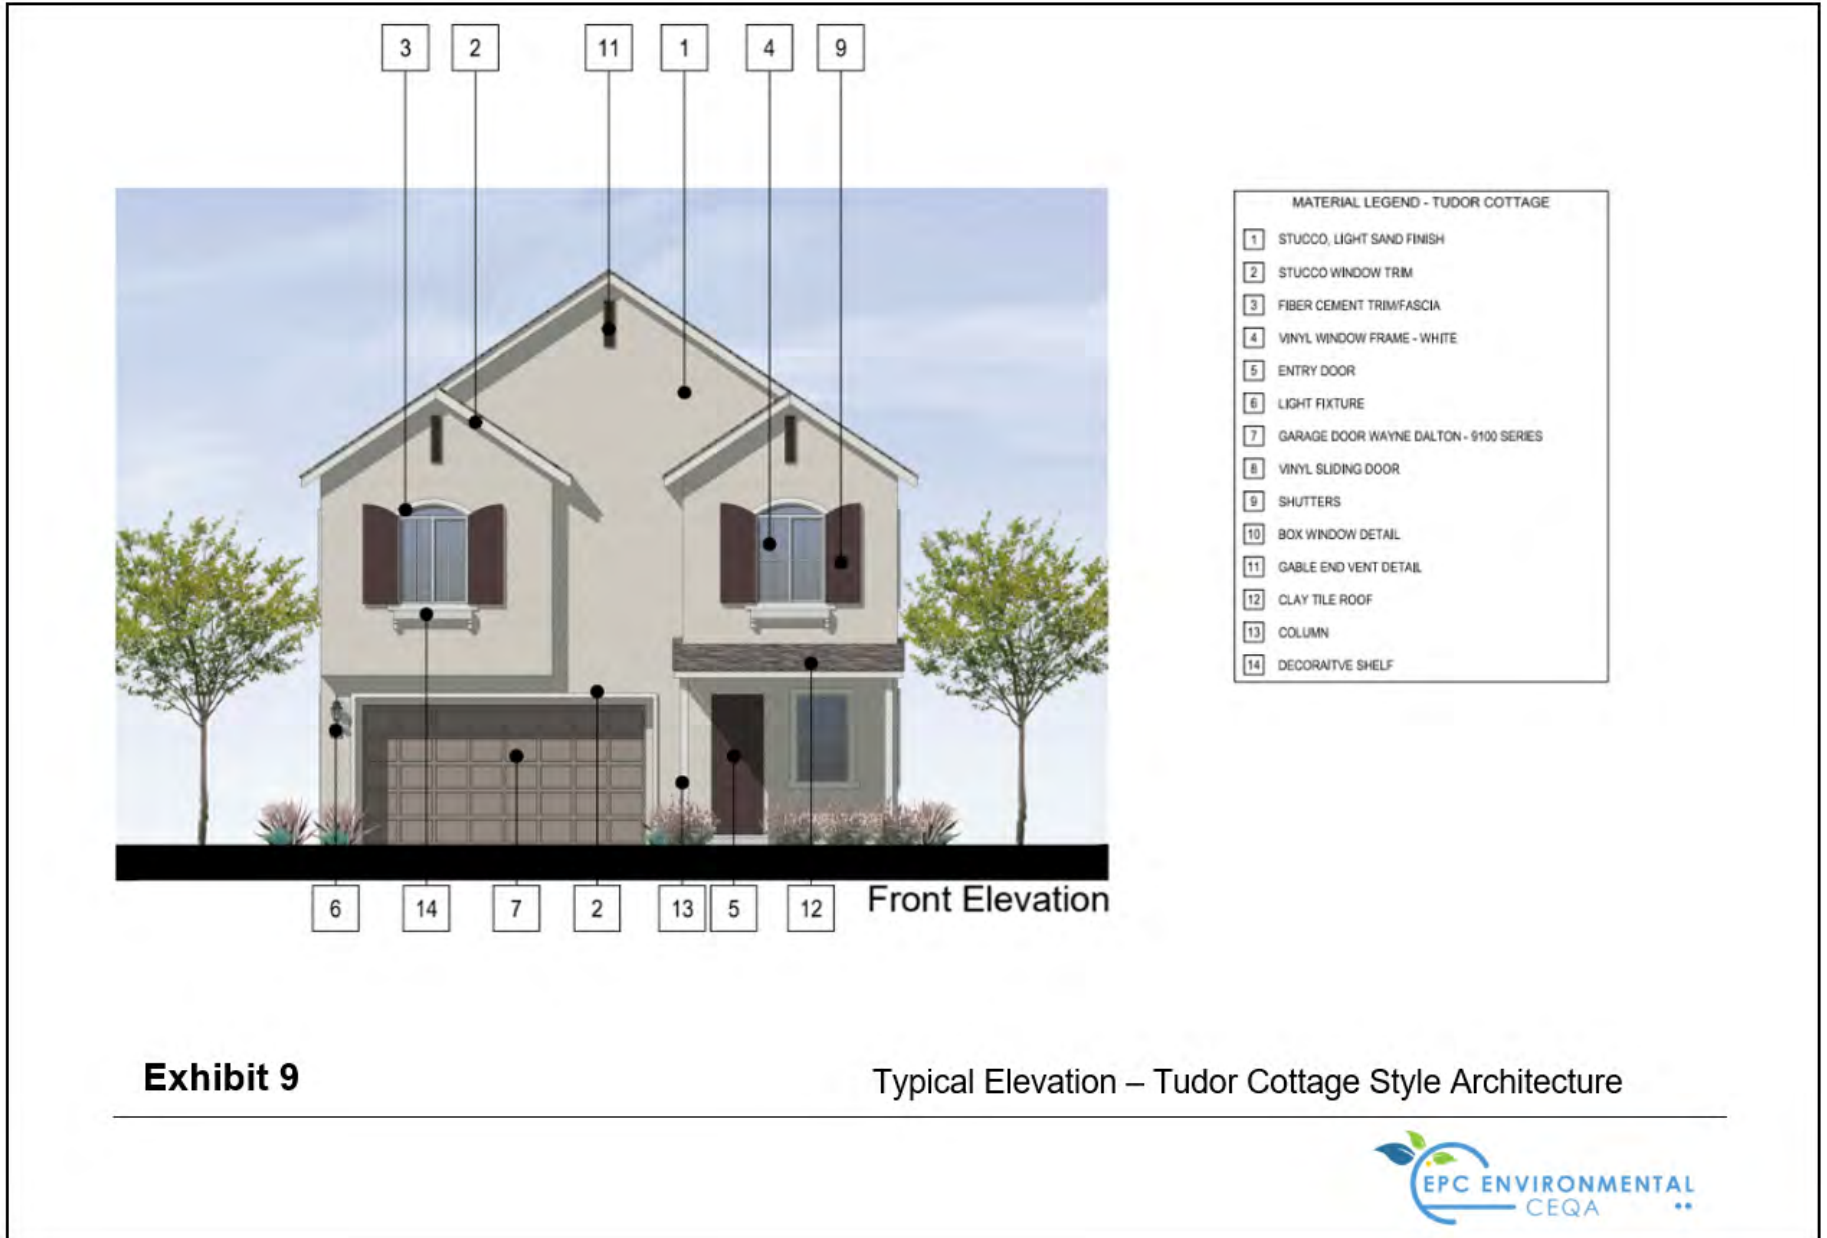 3 2 11 1 4 9
MATERIAL LEGEND - TUDOR COTTAGE
1 STUCCO, LIGHT SAND FINISH
2 STUCCO WINDOW TRIM
3 FIBER CEMENT TRIM/FASCIA
4 VINYL WINDOW FRAME - WHITE
5 ENTRY DOOR
6 LIGHT FIXTURE
7 GARAGE DOOR WAYNE DALTON - 9100 SERIES
8 VINYL SLIDING DOOR
9 SHUTTERS
10 BOX WINDOW DETAIL
11 GABLE END VENT DETAIL
12 CLAY TILE ROOF
13 COLUMN
14 DECORAITVE SHELF
6 14 7 2 13 5 12
Front Elevation
Exhibit 9
Typical Elevation – Tudor Cottage Style Architecture
EPC ENVIRONMENTAL
CEQA